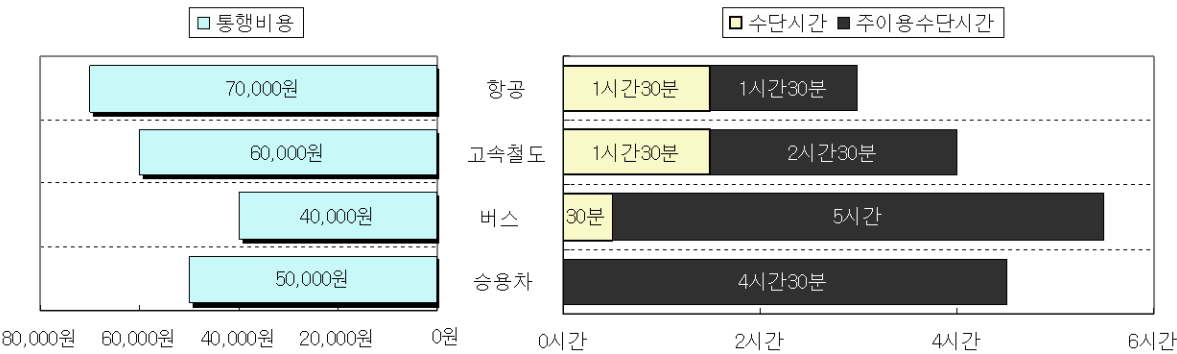 통행비용
수단시간 주이용수단시간
70,000원 항공 1시간30분 1시간30분
60,000원 고속철도 1시간30분 2시간30분
40,000원 버스 30분 5시간
50,000원 승용차 4시간30분
80,000원 60,000원 40,000원 20,000원 0원 0시간 2시간 4시간 6시간